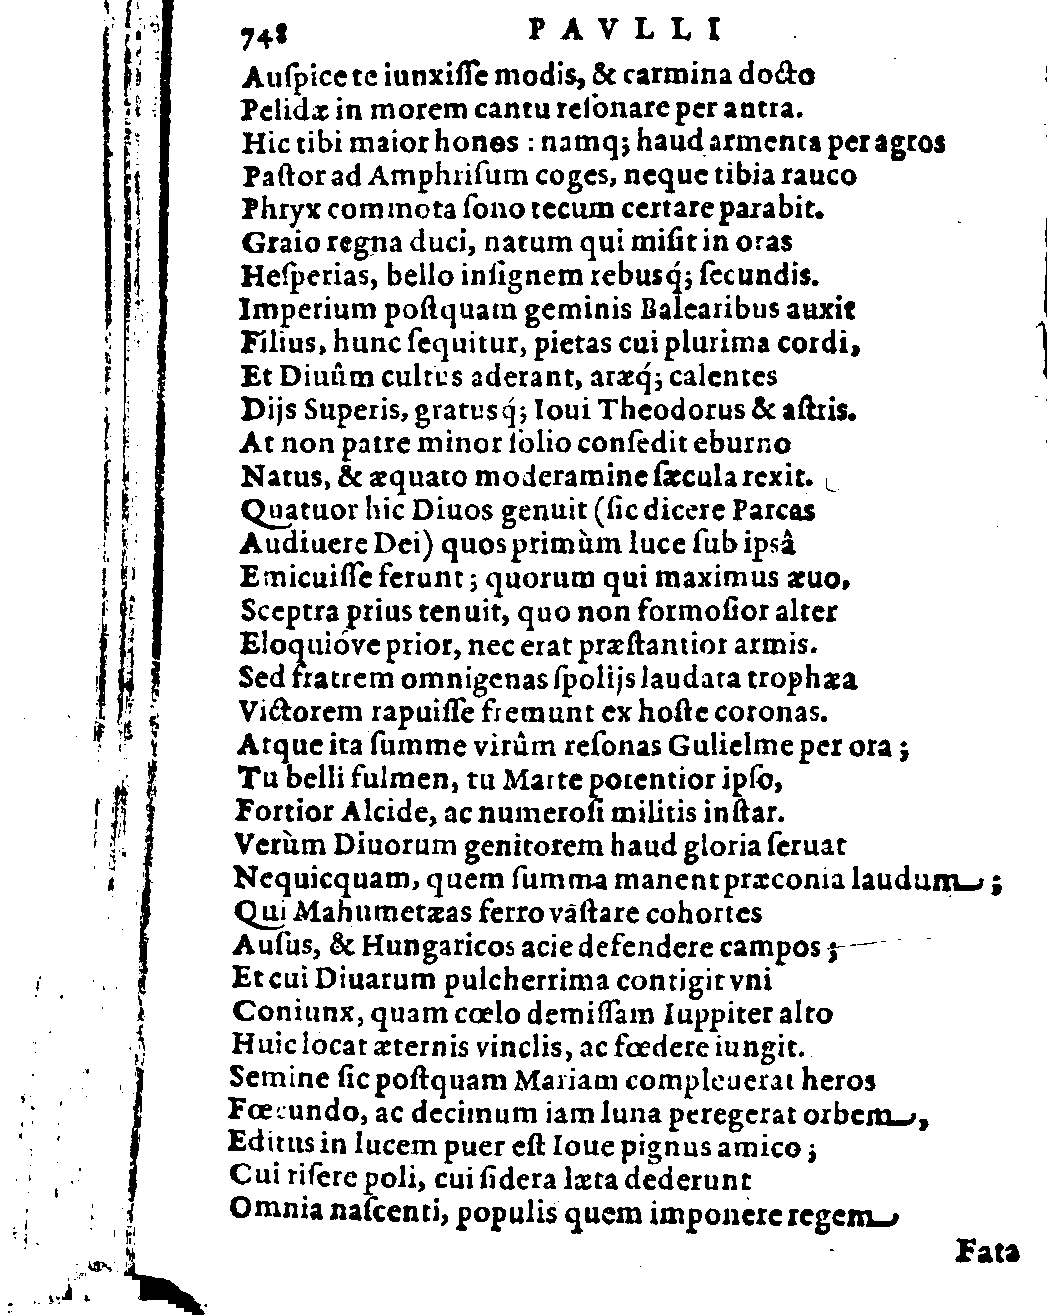 748 PAVLLI
Auſpice te iunxiſſe modis, & carmina docto
Pelidæ in morem cantu reſonare per antra.
Hic tibi maior honos : namq; haud armenta per agros
Paſtor ad Amphriſum coges, neque tibia rauco
Phryx commota ſono tecum certare parabit.
Graio regna duci, natum qui miſit in oras
Heſperias, bello inſignem rebusq́; ſecundis.
Imperium poſtquam geminis Balearibus auxit
Filius, hunc ſequitur, pietas cui plurima cordi,
Et Diuûm cultus aderant, aræq́; calentes
Dijs Superis, gratusq́; Ioui Theodorus & aſtris.
At non patre minor ſolio conſedit eburno
Natus, & æquato moderamine ſæcula rexit.
Quatuor hic Diuos genuit (ſic dicere Parcas
Audiuere Dei) quos primùm luce ſub ipsâ
Emicuiſſe ferunt ; quorum qui maximus æuo,
Sceptra prius tenuit, quo non formoſior alter
Eloquióve prior, nec erat præſtantior armis.
Sed fratrem omnigenas ſpolijs laudata trophæa
Victorem rapuiſſe fremunt ex hoſte coronas.
Atque ita ſumme virûm reſonas Gulielme per ora ;
Tu belli fulmen, tu Marte potentior ipſo,
Fortior Alcide, ac numeroſi militis inſtar.
Verùm Diuorum genitorem haud gloria ſeruat
Nequicquam, quem ſumma manent præconia laudum ;
Qui Mahumetæas ferro vâſtare cohortes
Auſus, & Hungaricos acie defendere campos ;
Et cui Diuarum pulcherrima contigit vni
Coniunx, quam cœlo demiſſam Iuppiter alto
Huic locat æternis vinclis, ac fœdere iungit.
Semine ſic poſtquam Mariam compleuerat heros
Fœcundo, ac decimum iam luna peregerat orbem ,
Editus in lucem puer eſt Ioue pignus amico ;
Cui riſere poli, cui ſidera læta dederunt
Omnia naſcenti, populis quem imponere regem
Fata